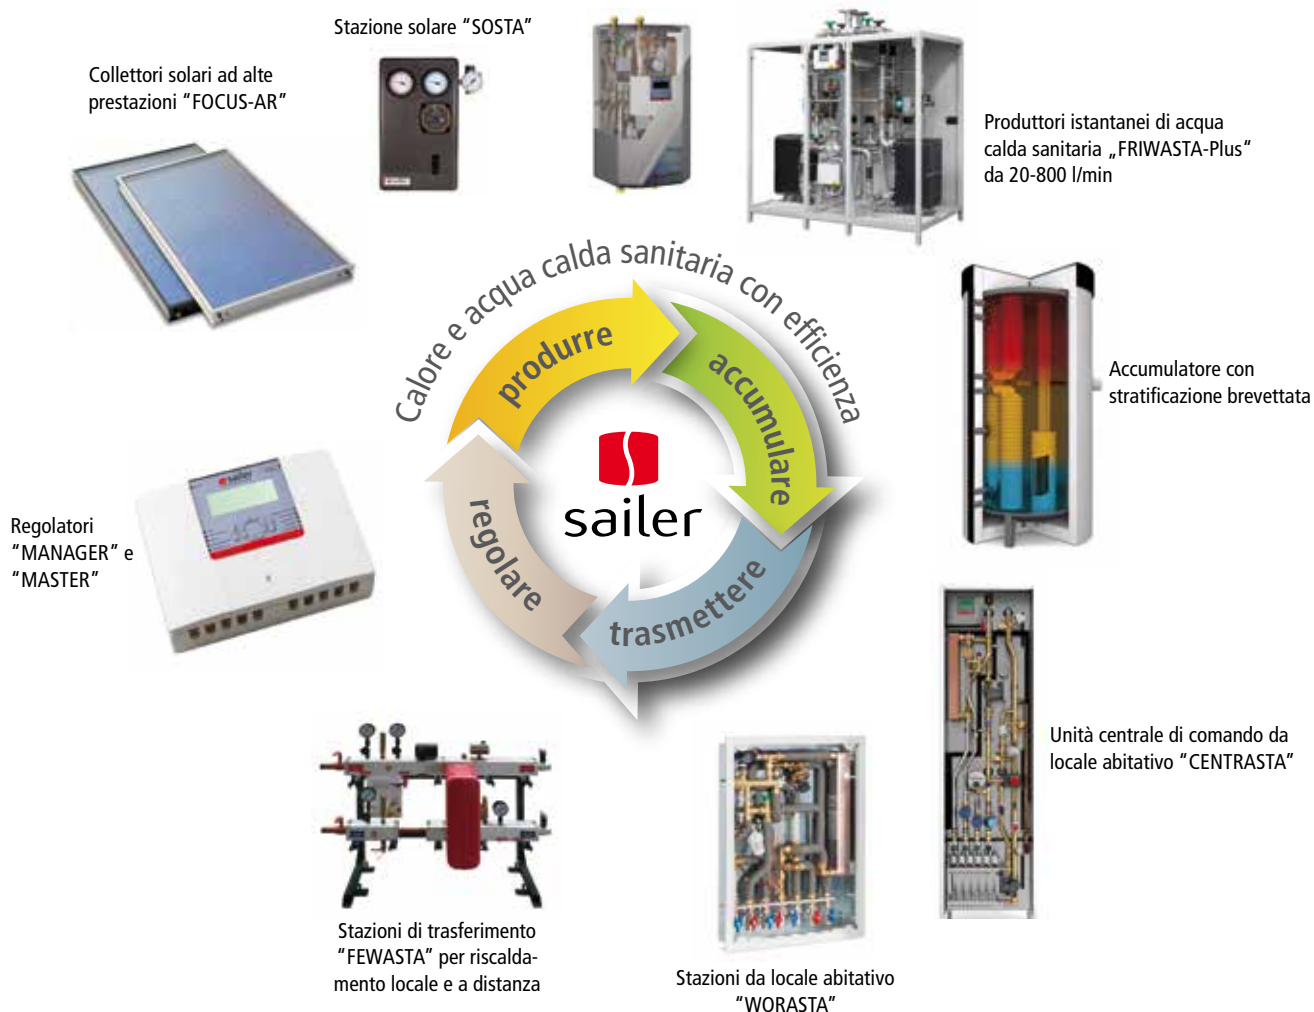 Stazione solare “SOSTA”
Collettori solari ad alte
prestazioni “FOCUS-AR”
Produttori istantanei di acqua
calda sanitaria „FRIWASTA-Plus“
da 20-800 l/min
Calore e acqua calda sanitaria con efficienza
produrre
accumulare
trasmettere
regolare
sailer
Accumulatore con
stratificazione brevettata
Regolatori
“MANAGER” e
“MASTER”
sailer
Unità centrale di comando da
locale abitativo “CENTRASTA”
Stazioni di trasferimento
“FEWASTA” per riscalda-
mento locale e a distanza
Stazioni da locale abitativo
“WORASTA”